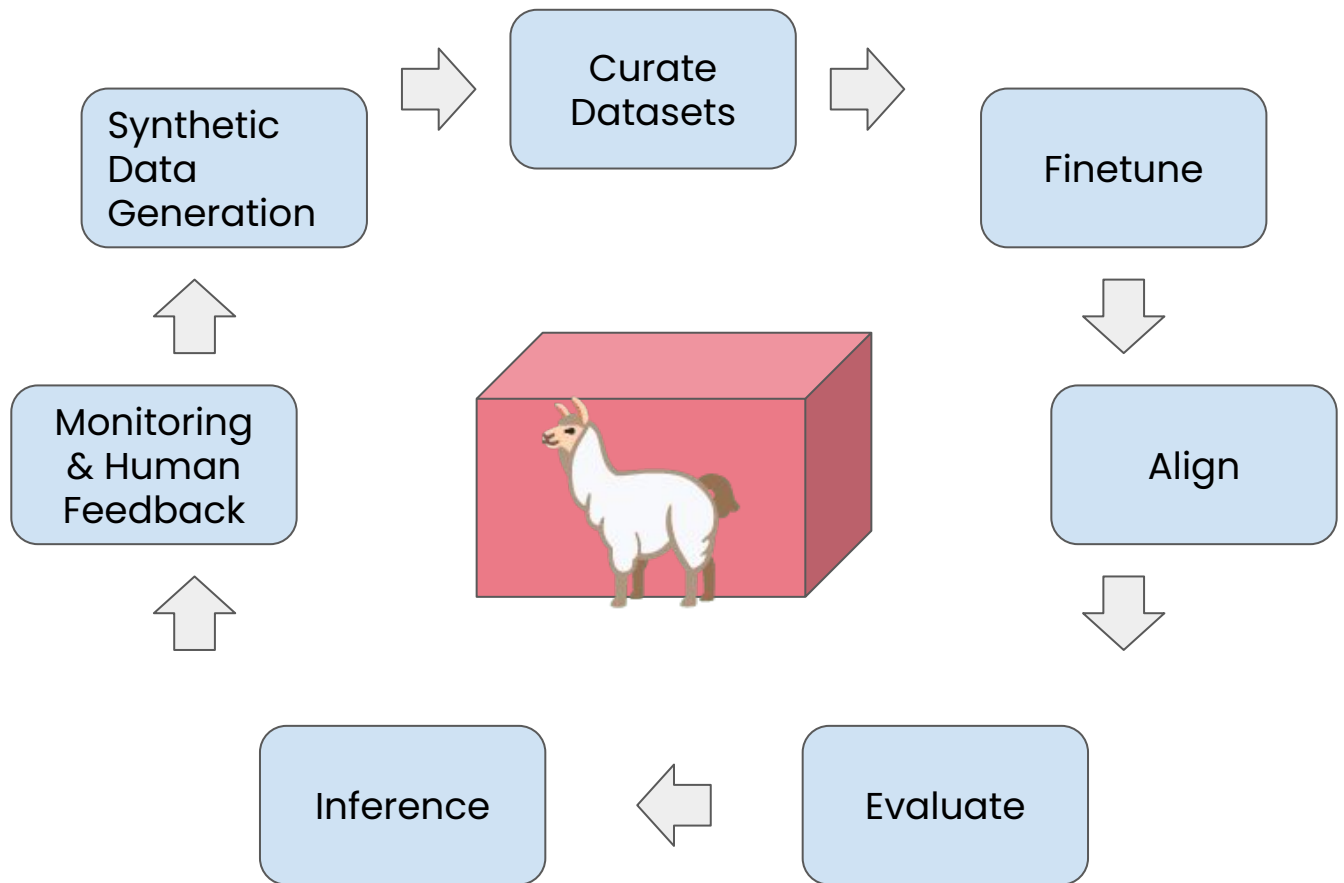 Curate
Datasets
Synthetic
Data
Generation
Finetune
Monitoring
& Human
Feedback
Align
Inference
Evaluate